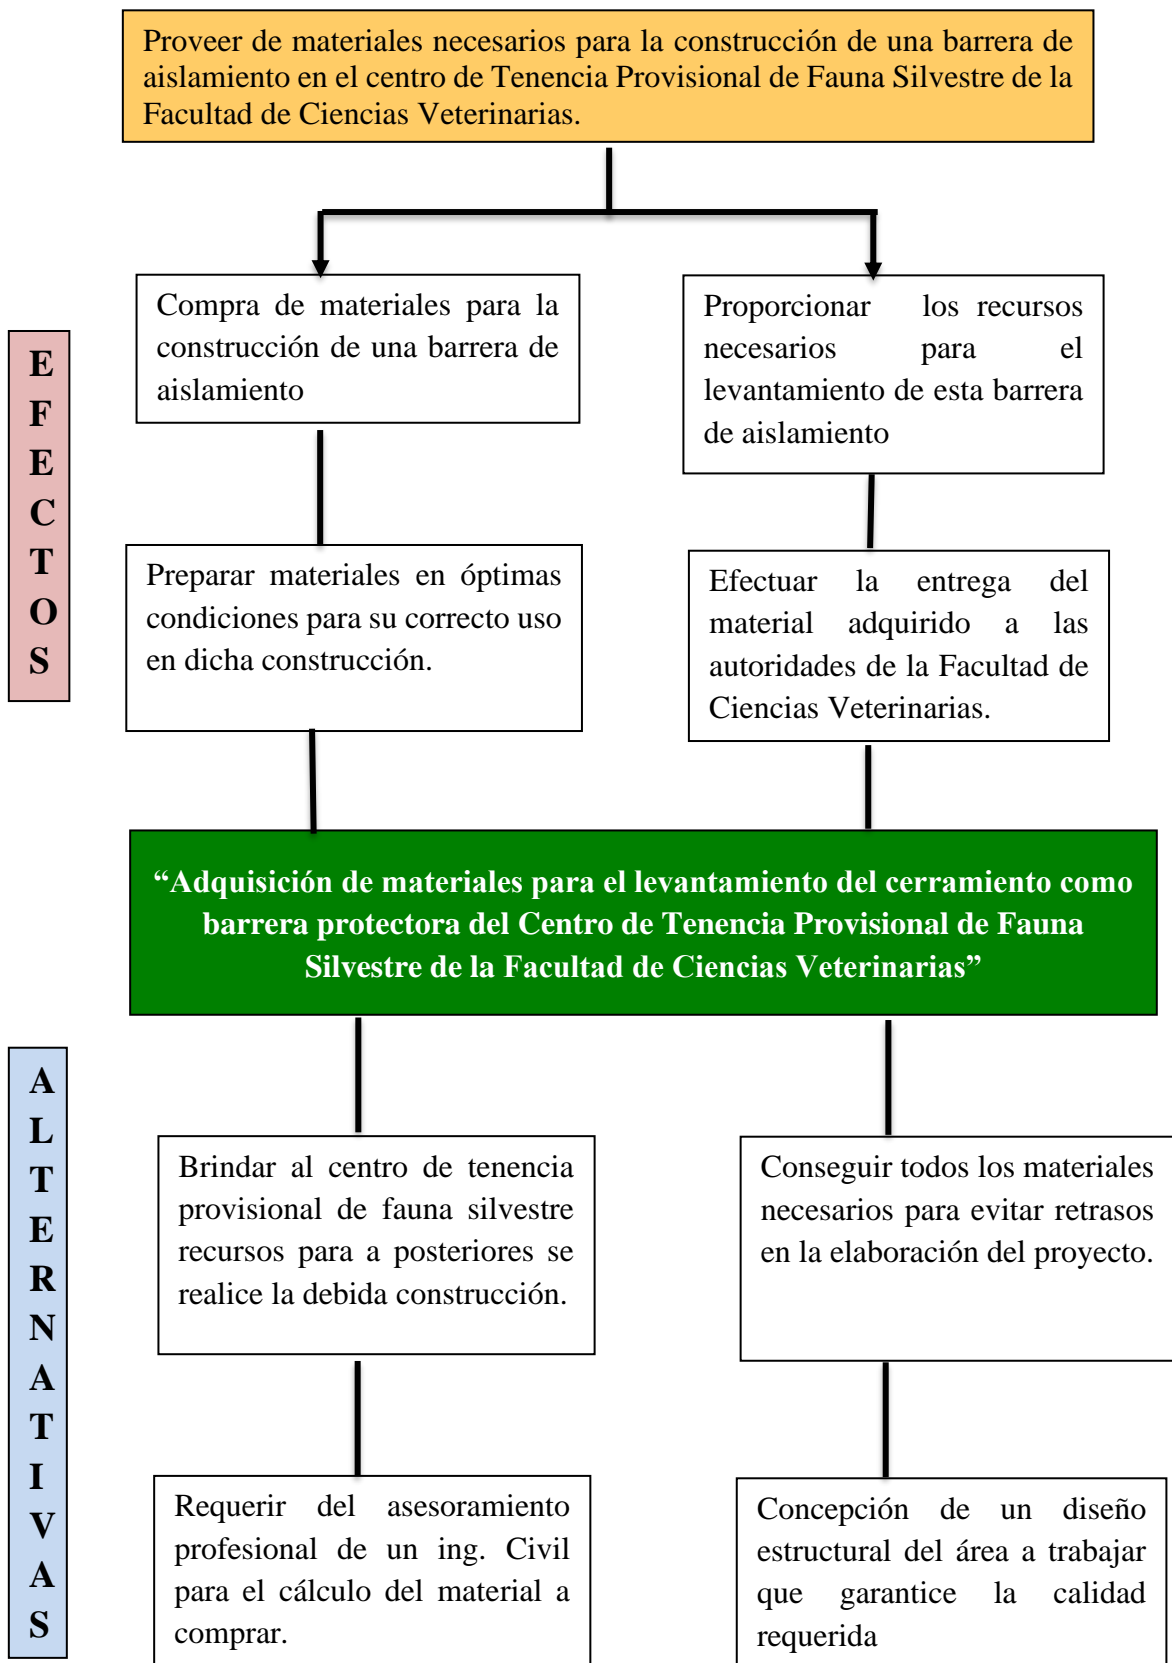 Proveer de materiales necesarios para la construcción de una barrera de
aislamiento en el centro de Tenencia Provisional de Fauna Silvestre de la
Facultad de Ciencias Veterinarias.
E
F
E
C
T
O
S
Compra de materiales para la
construcción de una barrera de
aislamiento
Proporcionar los recursos
necesarios para el
levantamiento de esta barrera
de aislamiento
Preparar materiales en óptimas
condiciones para su correcto uso
en dicha construcción.
Efectuar la entrega del
material adquirido a las
autoridades de la Facultad de
Ciencias Veterinarias.
“Adquisición de materiales para el levantamiento del cerramiento como
barrera protectora del Centro de Tenencia Provisional de Fauna
Silvestre de la Facultad de Ciencias Veterinarias”
A
L
T
E
R
N
A
T
I
V
A
S
Brindar al centro de tenencia
provisional de fauna silvestre
recursos para a posteriores se
realice la debida construcción.
Conseguir todos los materiales
necesarios para evitar retrasos
en la elaboración del proyecto.
Requerir del asesoramiento
profesional de un ing. Civil
para el cálculo del material a
comprar.
Concepción de un diseño
estructural del área a trabajar
que garantice la calidad
requerida